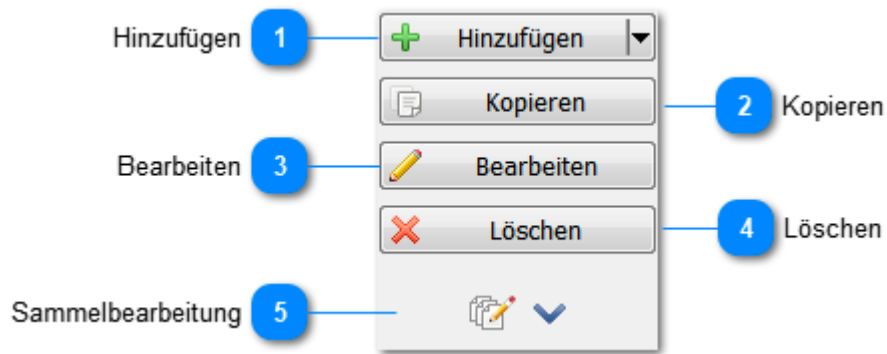 Hinzufügen 1 Hinzufügen
Kopieren 2 Kopieren
Bearbeiten 3 Bearbeiten
Löschen 4 Löschen
Sammelbearbeitung 5